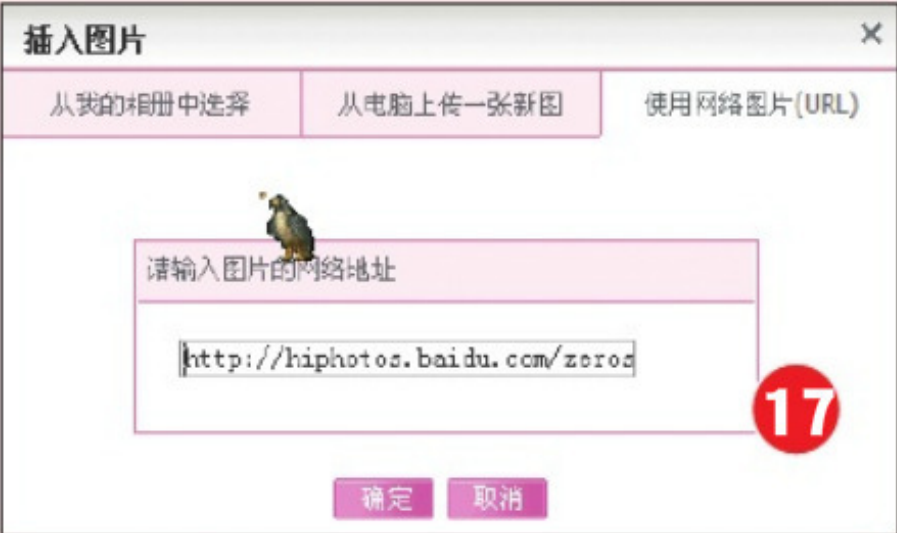 插入图片
从我的相册中选择
从电脑上传一张新图
使用网络图片(URL)
请输入图片的网络地址
http://hiphotos.baidu.com/zeros
17
确定
取消